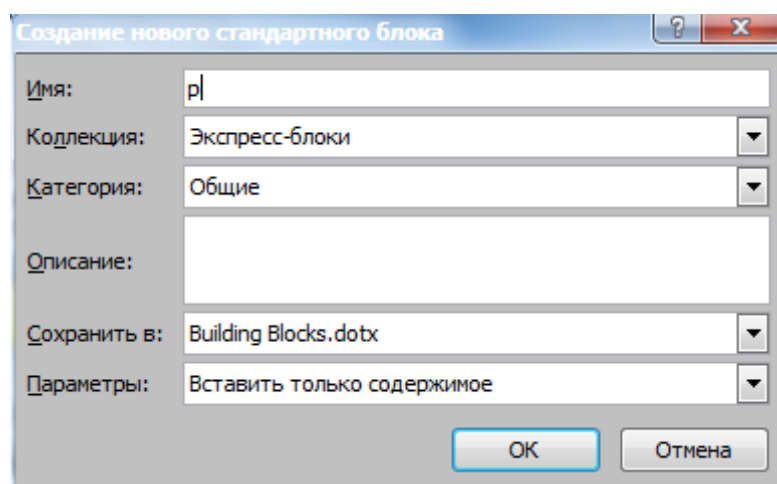 Создание нового стандартного блока
Имя: р
Коллекция: Экспресс-блоки
Категория: Общие
Описание:
Сохранить в: Building Blocks.dotx
Параметры: Вставить только содержимое
ОК Отмена